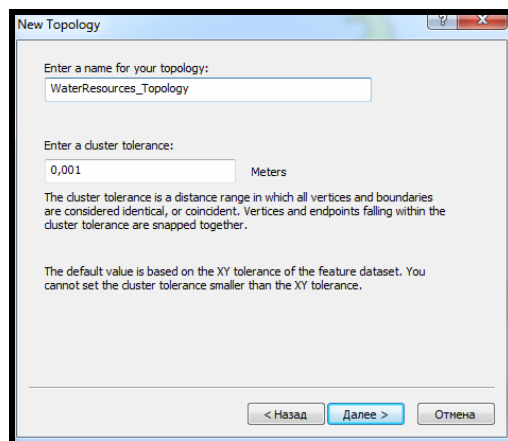 New Topology
Enter a name for your topology:
WaterResources_Topology
Enter a cluster tolerance:
0,001 Meters
The cluster tolerance is a distance range in which all vertices and boundaries
are considered identical, or coincident. Vertices and endpoints falling within the
cluster tolerance are snapped together.
The default value is based on the XY tolerance of the feature dataset. You
cannot set the cluster tolerance smaller than the XY tolerance.
< Назад Далее > Отмена